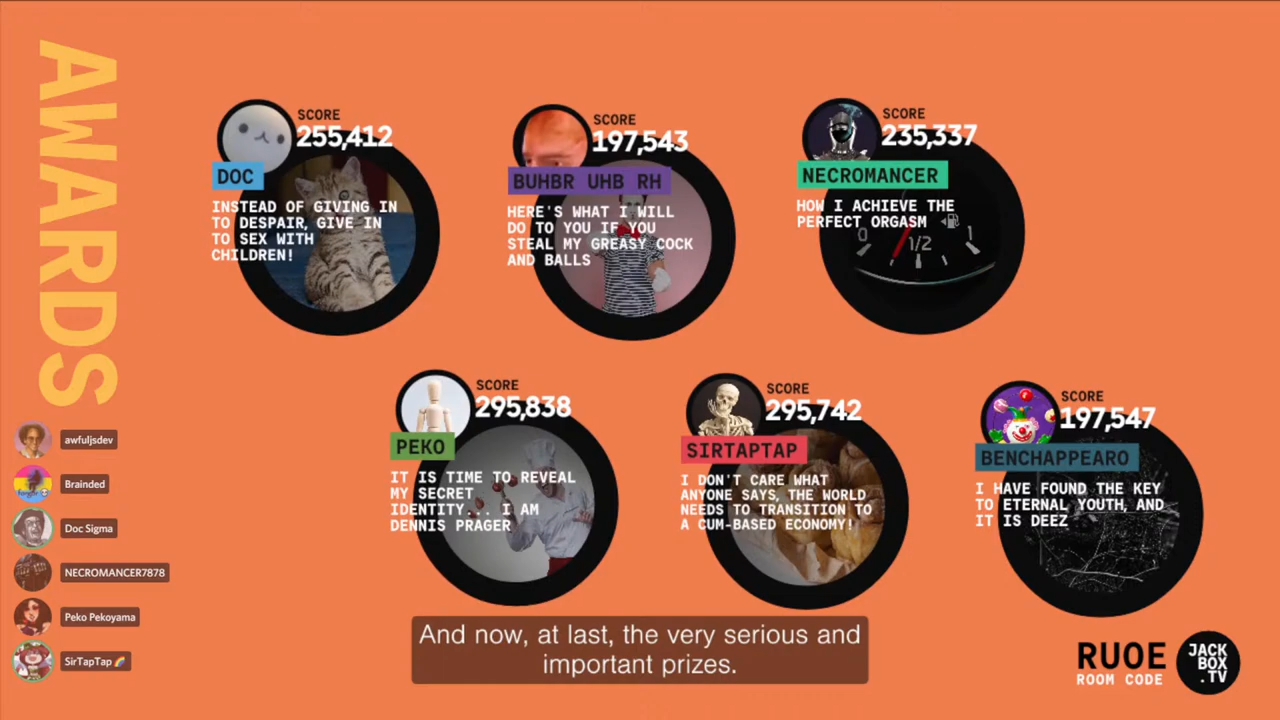 AWARDS
SCORE
255,412
DOC
INSTEAD OF GIVING IN
TO DESPAIR, GIVE IN
TO SEX WITH
CHILDREN!
SCORE
197,543
BUHBR UHB RH
HERE'S WHAT I WILL
DO TO YOU IF YOU
STEAL MY GREASY COCK
AND BALLS
SCORE
235,337
NECROMANCER
HOW I ACHIEVE THE
PERFECT ORGASM
0 1/2 1
SCORE
295,838
PEKO
IT IS TIME TO REVEAL
MY SECRET
IDENTITY... I AM
DENNIS PRAGER
SCORE
295,742
SIRTAPTAP
I DON'T CARE WHAT
ANYONE SAYS, THE WORLD
NEEDS TO TRANSITION TO
A CUM-BASED ECONOMY!
SCORE
197,547
BENCHAPPEARO
I HAVE FOUND THE KEY
TO ETERNAL YOUTH, AND
IT IS DEEZ
awfuljsdev
Brainded
Doc Sigma
NECROMANCER7878
Peko Pekoyama
SirTapTap 🌈
And now, at last, the very serious and
important prizes.
RUOE
ROOM CODE
JACK
BOX
.TV